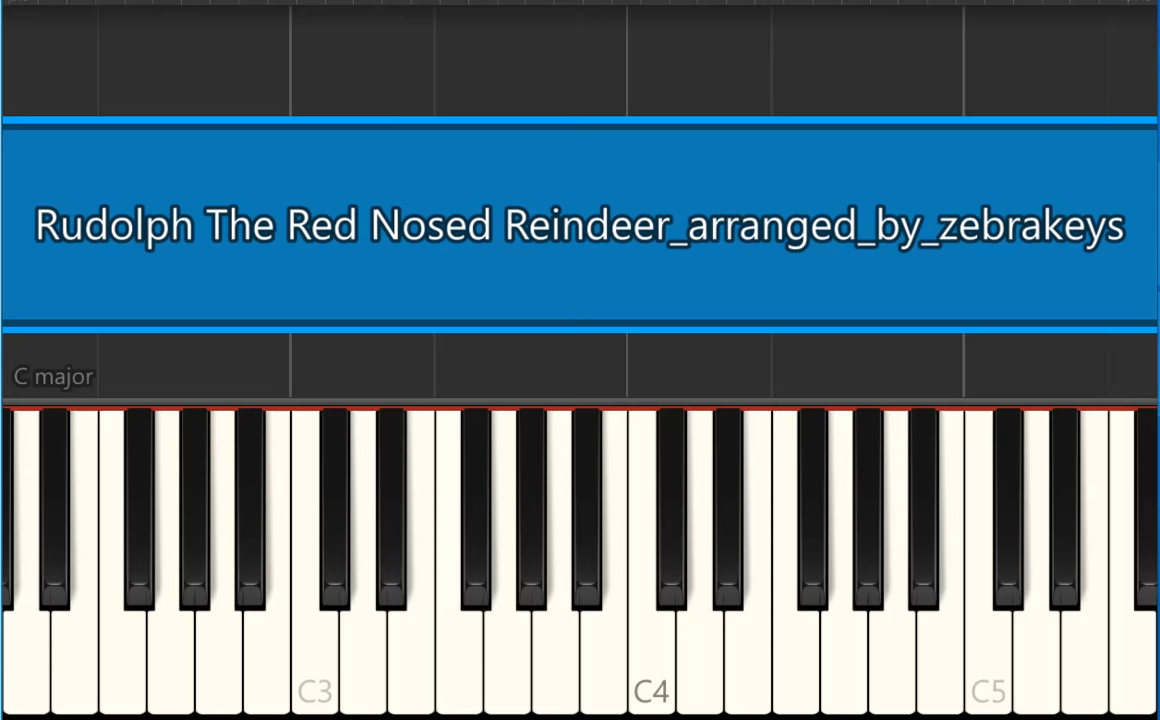 Rudolph The Red Nosed Reindeer_arranged_by_zebrakeys
C major
C3
C4
C5